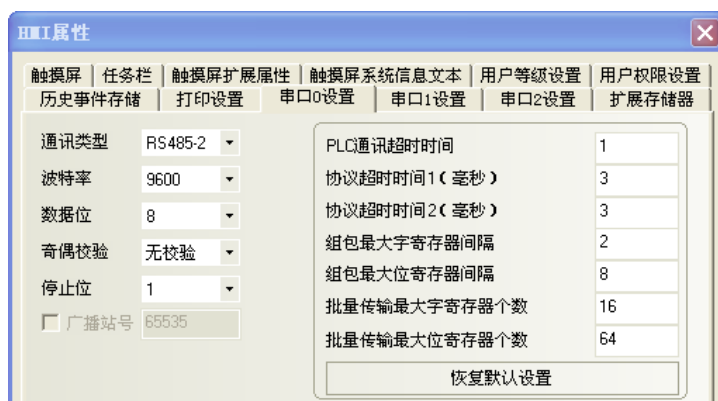 HMI属性
触摸屏 任务栏 触摸屏扩展属性 触摸屏系统信息文本 用户等级设置 用户权限设置
历史事件存储 打印设置 串口0设置 串口1设置 串口2设置 扩展存储器
通讯类型 RS485-2
波特率 9600
数据位 8
奇偶校验 无校验
停止位 1
广播站号 65535
PLC通讯超时时间 1
协议超时时间1(毫秒) 3
协议超时时间2(毫秒) 3
组包最大字寄存器间隔 2
组包最大位寄存器间隔 8
批量传输最大字寄存器个数 16
批量传输最大位寄存器个数 64
恢复默认设置